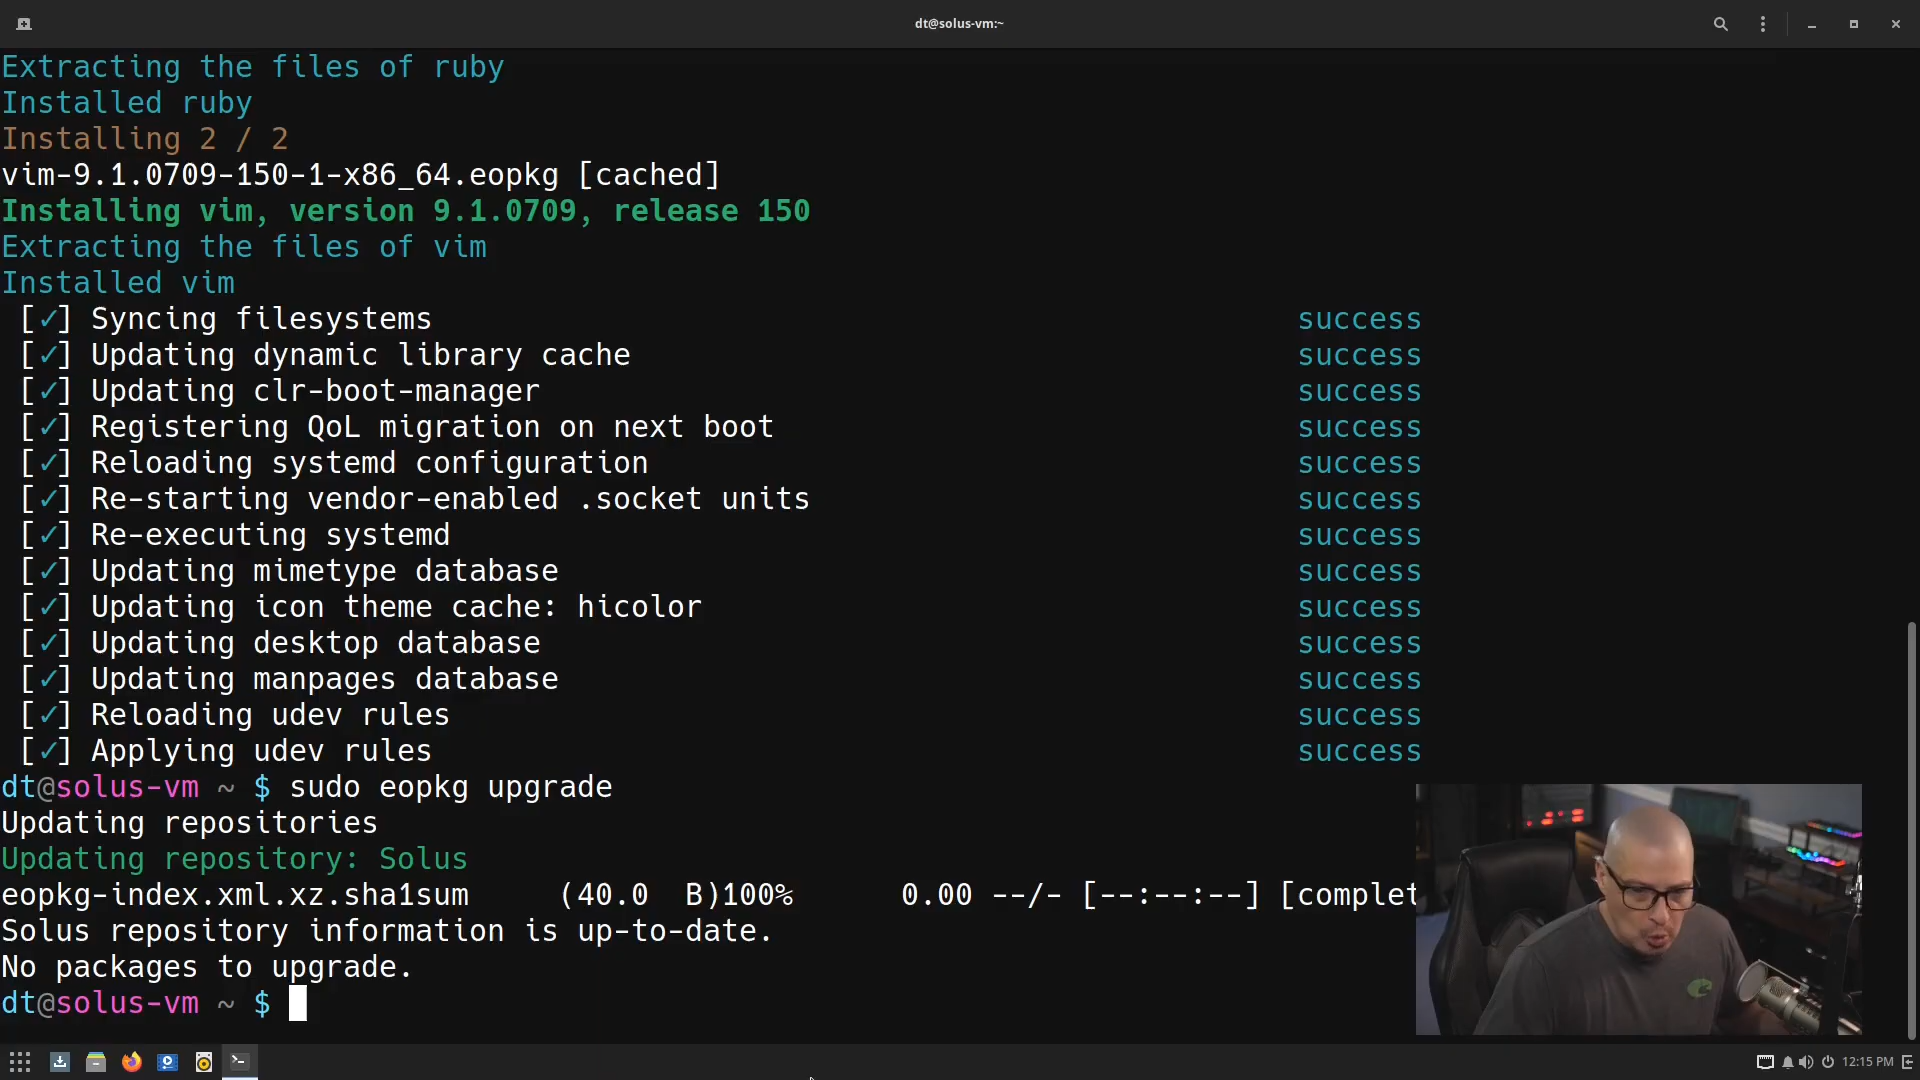 dt@solus-vm:~
Extracting the files of ruby
Installed ruby
Installing 2 / 2
vim-9.1.0709-150-1-x86_64.eopkg [cached]
Installing vim, version 9.1.0709, release 150
Extracting the files of vim
Installed vim
[✓] Syncing filesystems success
[✓] Updating dynamic library cache success
[✓] Updating clr-boot-manager success
[✓] Registering QoL migration on next boot success
[✓] Reloading systemd configuration success
[✓] Re-starting vendor-enabled .socket units success
[✓] Re-executing systemd success
[✓] Updating mimetype database success
[✓] Updating icon theme cache: hicolor success
[✓] Updating desktop database success
[✓] Updating manpages database success
[✓] Reloading udev rules success
[✓] Applying udev rules success
dt@solus-vm ~ $ sudo eopkg upgrade
Updating repositories
Updating repository: Solus
eopkg-index.xml.xz.sha1sum (40.0 B)100% 0.00 --/- [--:--:--] [complet
Solus repository information is up-to-date.
No packages to upgrade.
dt@solus-vm ~ $
12:15 PM